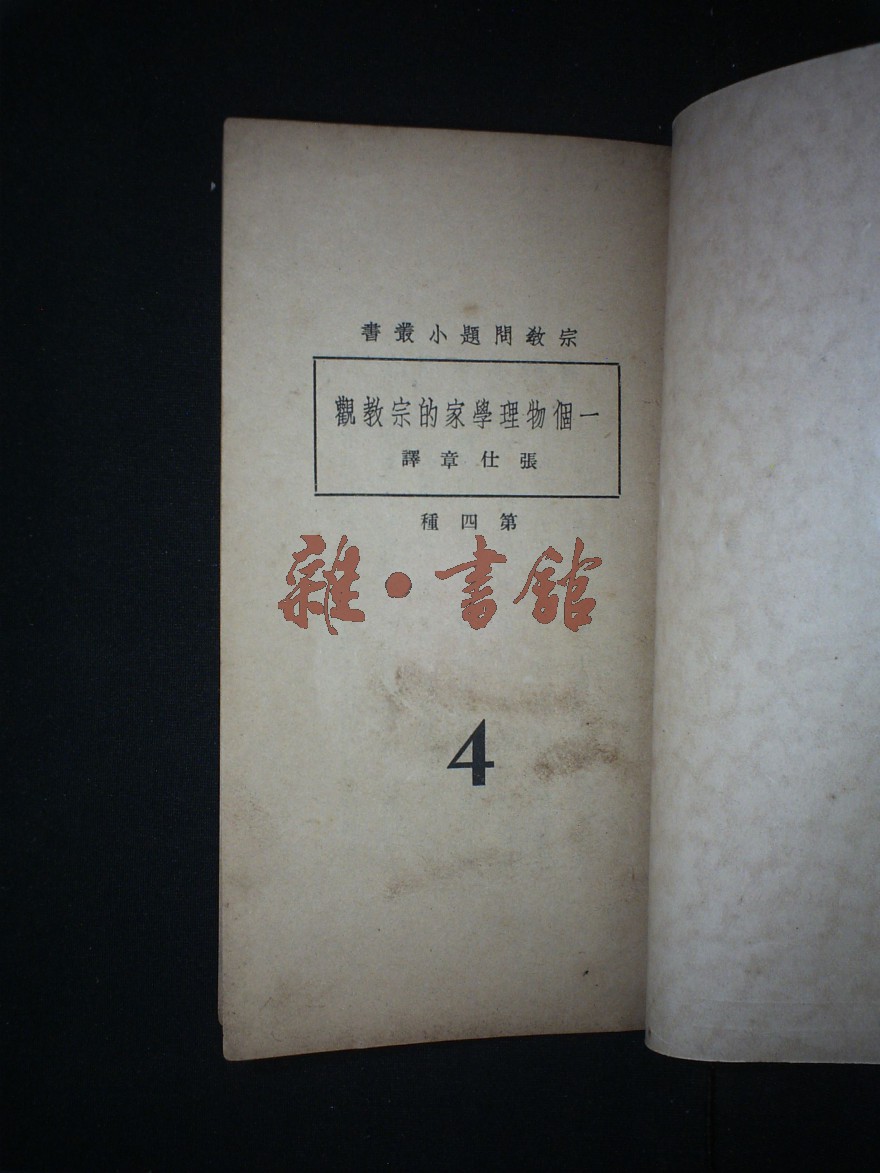 宗教問題小叢書
一個物理學家的宗教觀
張仕章譯
第四種
雜·書館
4